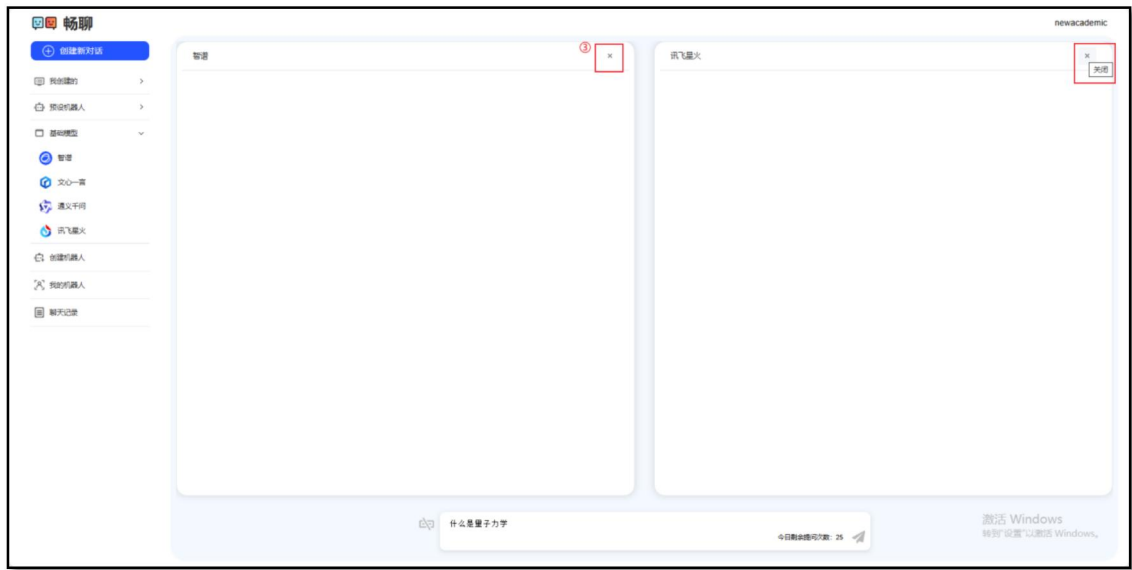 畅聊
newacademic
创建新对话
我创建的
预设机器人
基础模型
智谱
文心一言
通义千问
讯飞星火
创建机器人
我的机器人
聊天记录
智谱
③
×
讯飞星火
×
关闭
什么是量子力学
今日剩余提问次数: 25
激活 Windows
转到"设置"以激活 Windows。